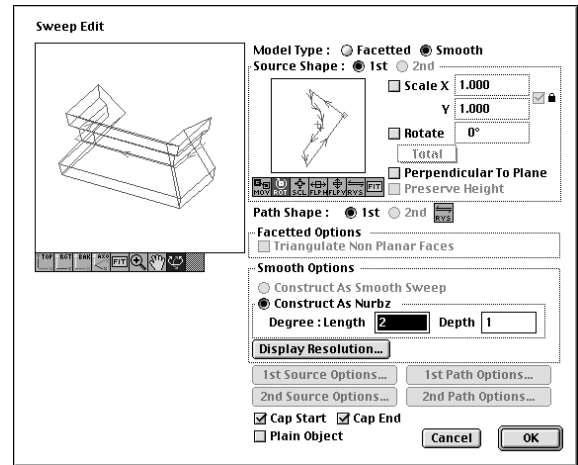 Sweep Edit
Model Type : Facetted Smooth
Source Shape : 1st 2nd
Scale X 1.000
Y 1.000
Rotate 0°
Total
Perpendicular To Plane
Preserve Height
MOV ROT SCL FLPH FLPV RVS FIT
Path Shape : 1st 2nd RVS
Facetted Options
Triangulate Non Planar Faces
TOP RGT BAK AXO FIT
Smooth Options
Construct As Smooth Sweep
Construct As Nurbz
Degree : Length 2 Depth 1
Display Resolution...
1st Source Options... 1st Path Options...
2nd Source Options... 2nd Path Options...
Cap Start Cap End
Plain Object
Cancel OK